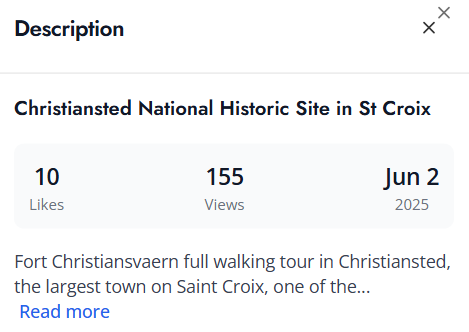 Description
Christiansted National Historic Site in St Croix
10 155 Jun 2
Likes Views 2025
Fort Christiansvaern full walking tour in Christiansted,
the largest town on Saint Croix, one of the...
Read more